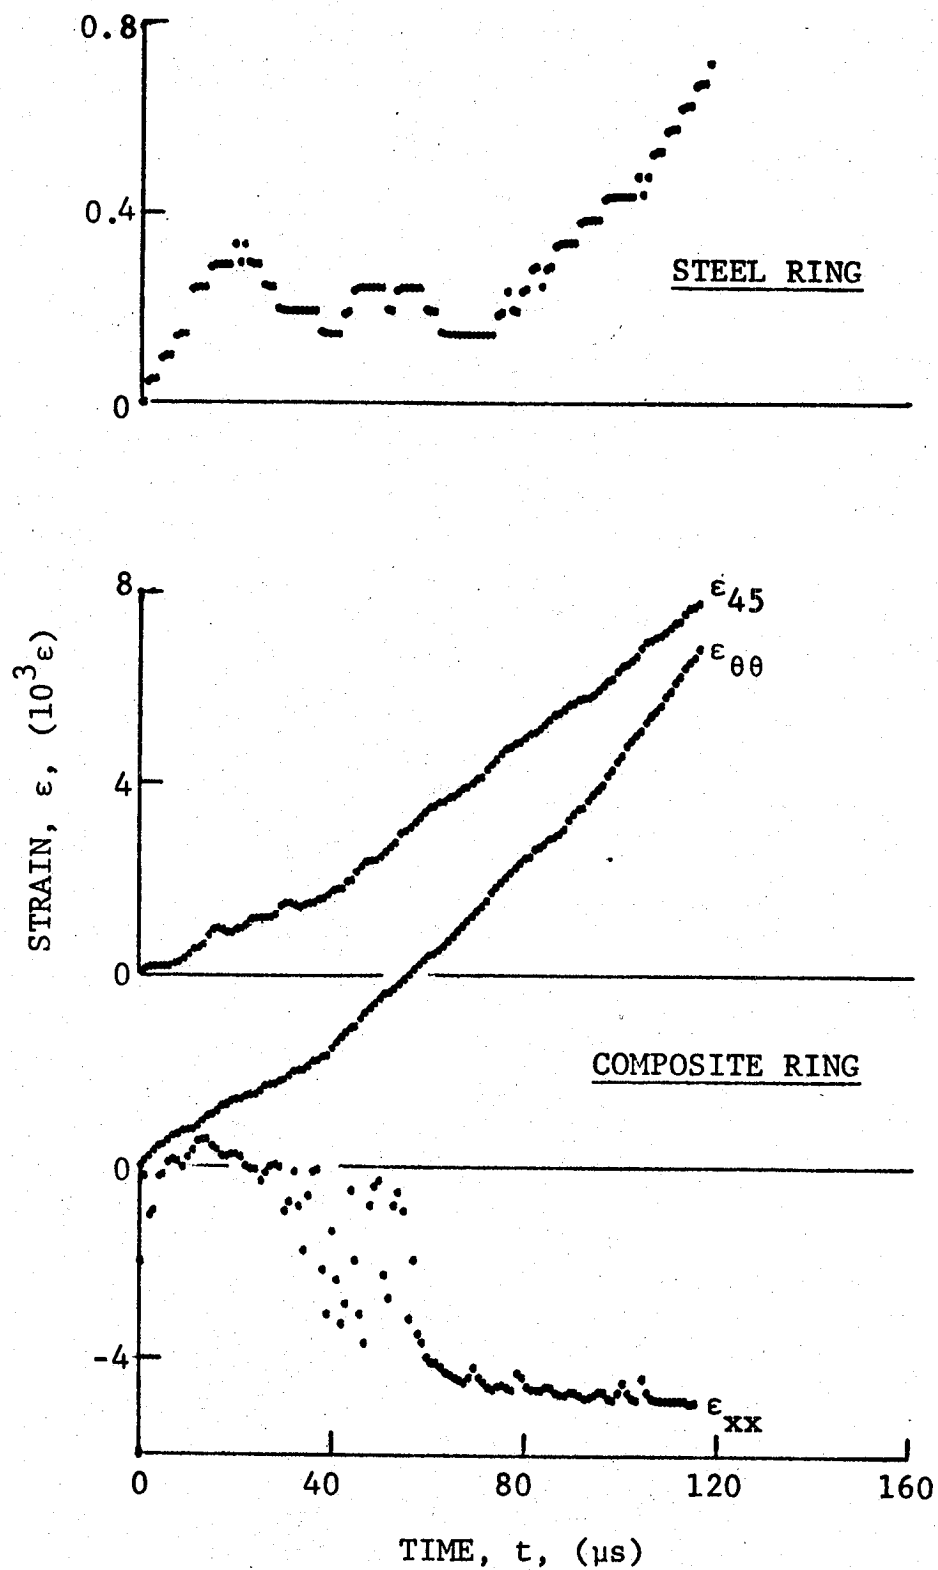 0.8
0.4
STEEL RING
0
8
ε45
εθθ
4
STRAIN, ε, (10³ε)
0
COMPOSITE RING
0
-4
εxx
0 40 80 120 160
TIME, t, (µs)